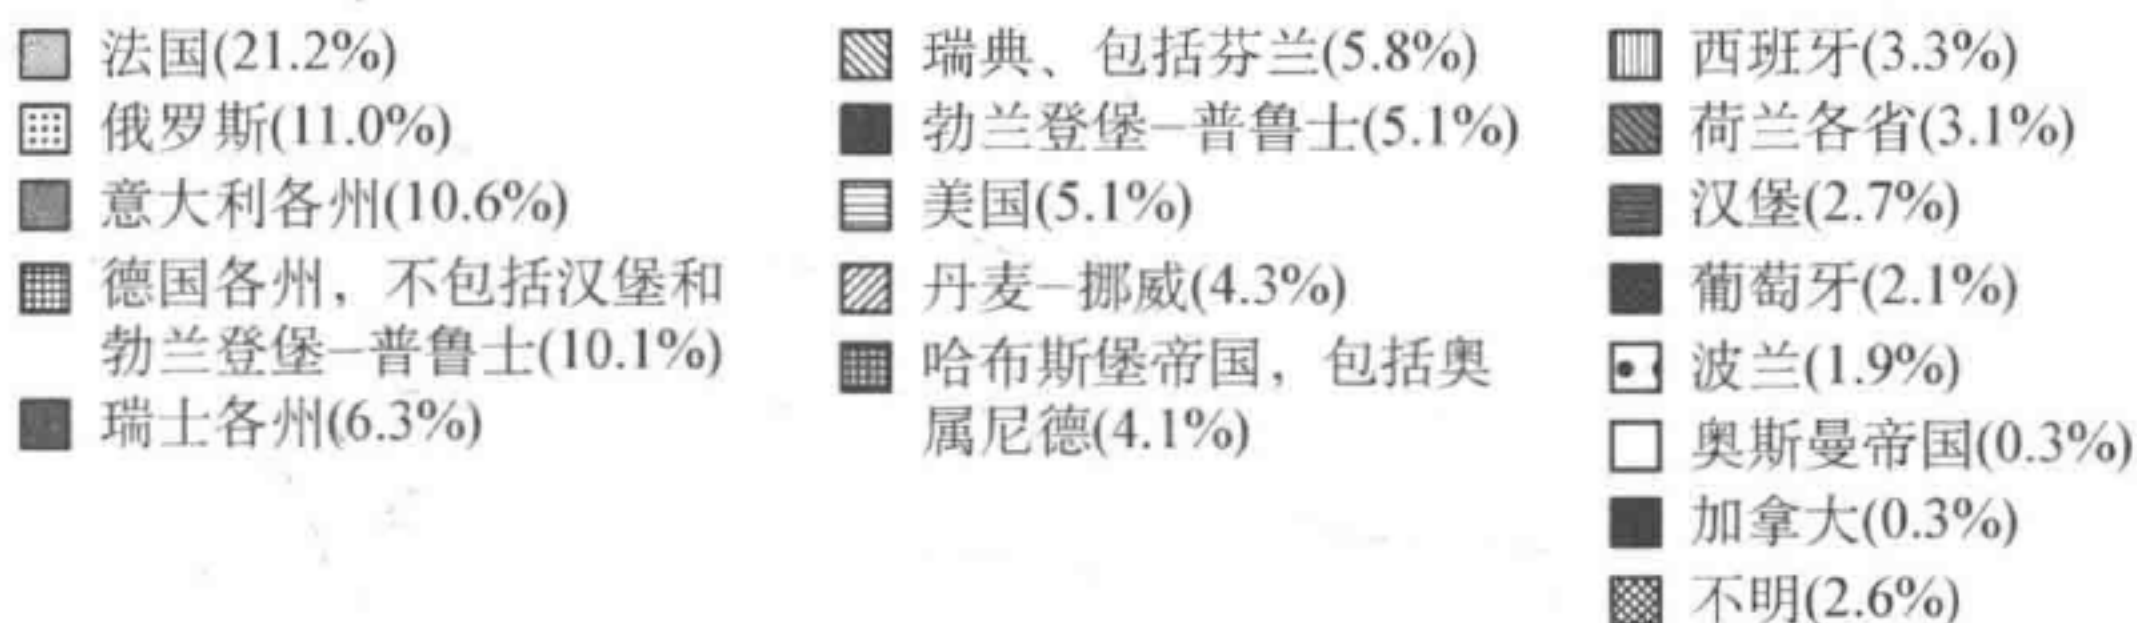 法国(21.2%)
俄罗斯(11.0%)
意大利各州(10.6%)
德国各州，不包括汉堡和
勃兰登堡—普鲁士(10.1%)
瑞士各州(6.3%)
瑞典、包括芬兰(5.8%)
勃兰登堡—普鲁士(5.1%)
美国(5.1%)
丹麦—挪威(4.3%)
哈布斯堡帝国，包括奥
属尼德(4.1%)
西班牙(3.3%)
荷兰各省(3.1%)
汉堡(2.7%)
葡萄牙(2.1%)
波兰(1.9%)
奥斯曼帝国(0.3%)
加拿大(0.3%)
不明(2.6%)